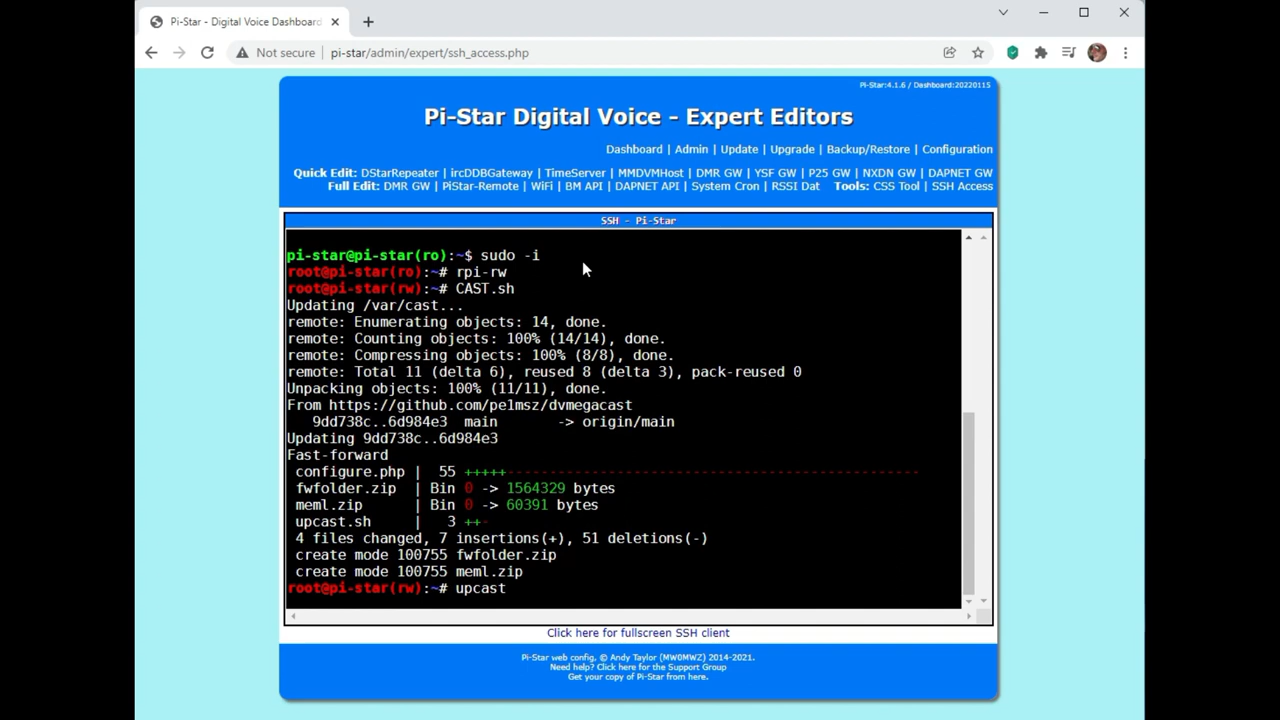 Pi-Star - Digital Voice Dashboard
Not secure | pi-star/admin/expert/ssh_access.php
Pi-Star:4.1.6 / Dashboard:20220115
Pi-Star Digital Voice - Expert Editors
Dashboard | Admin | Update | Upgrade | Backup/Restore | Configuration
Quick Edit: DStarRepeater | ircDDBGateway | TimeServer | MMDVMHost | DMR GW | YSF GW | P25 GW | NXDN GW | DAPNET GW
Full Edit: DMR GW | PiStar-Remote | WiFi | BM API | DAPNET API | System Cron | RSSI Dat Tools: CSS Tool | SSH Access
SSH - Pi-Star
pi-star@pi-star(ro):~$ sudo -i
root@pi-star(ro):~# rpi-rw
root@pi-star(rw):~# CAST.sh
Updating /var/cast...
remote: Enumerating objects: 14, done.
remote: Counting objects: 100% (14/14), done.
remote: Compressing objects: 100% (8/8), done.
remote: Total 11 (delta 6), reused 8 (delta 3), pack-reused 0
Unpacking objects: 100% (11/11), done.
From https://github.com/pe1msz/dvmegacast
9dd738c..6d984e3  main       -> origin/main
Updating 9dd738c..6d984e3
Fast-forward
configure.php |  55 +++++-------------------------------------------------
fwfolder.zip  | Bin 0 -> 1564329 bytes
meml.zip      | Bin 0 -> 60391 bytes
upcast.sh     |   3 ++-
4 files changed, 7 insertions(+), 51 deletions(-)
create mode 100755 fwfolder.zip
create mode 100755 meml.zip
root@pi-star(rw):~# upcast
Click here for fullscreen SSH client
Pi-Star web config, © Andy Taylor (MW0MWZ) 2014-2021.
Need help? Click here for the Support Group
Get your copy of Pi-Star from here.